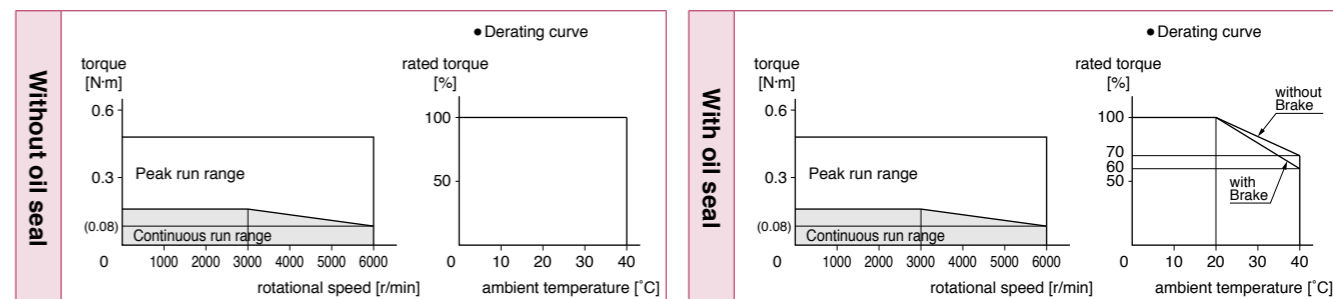 Without oil seal
● Derating curve
torque
[N·m]
0.6
0.3
(0.08)
0
Peak run range
Continuous run range
1000 2000 3000 4000 5000 6000
rotational speed [r/min]
rated torque
[%]
100
50
0 10 20 30 40
ambient temperature [˚C]
With oil seal
● Derating curve
torque
[N·m]
0.6
0.3
(0.08)
0
Peak run range
Continuous run range
1000 2000 3000 4000 5000 6000
rotational speed [r/min]
rated torque
[%]
without
Brake
100
70
60
50
with
Brake
0 10 20 30 40
ambient temperature [˚C]